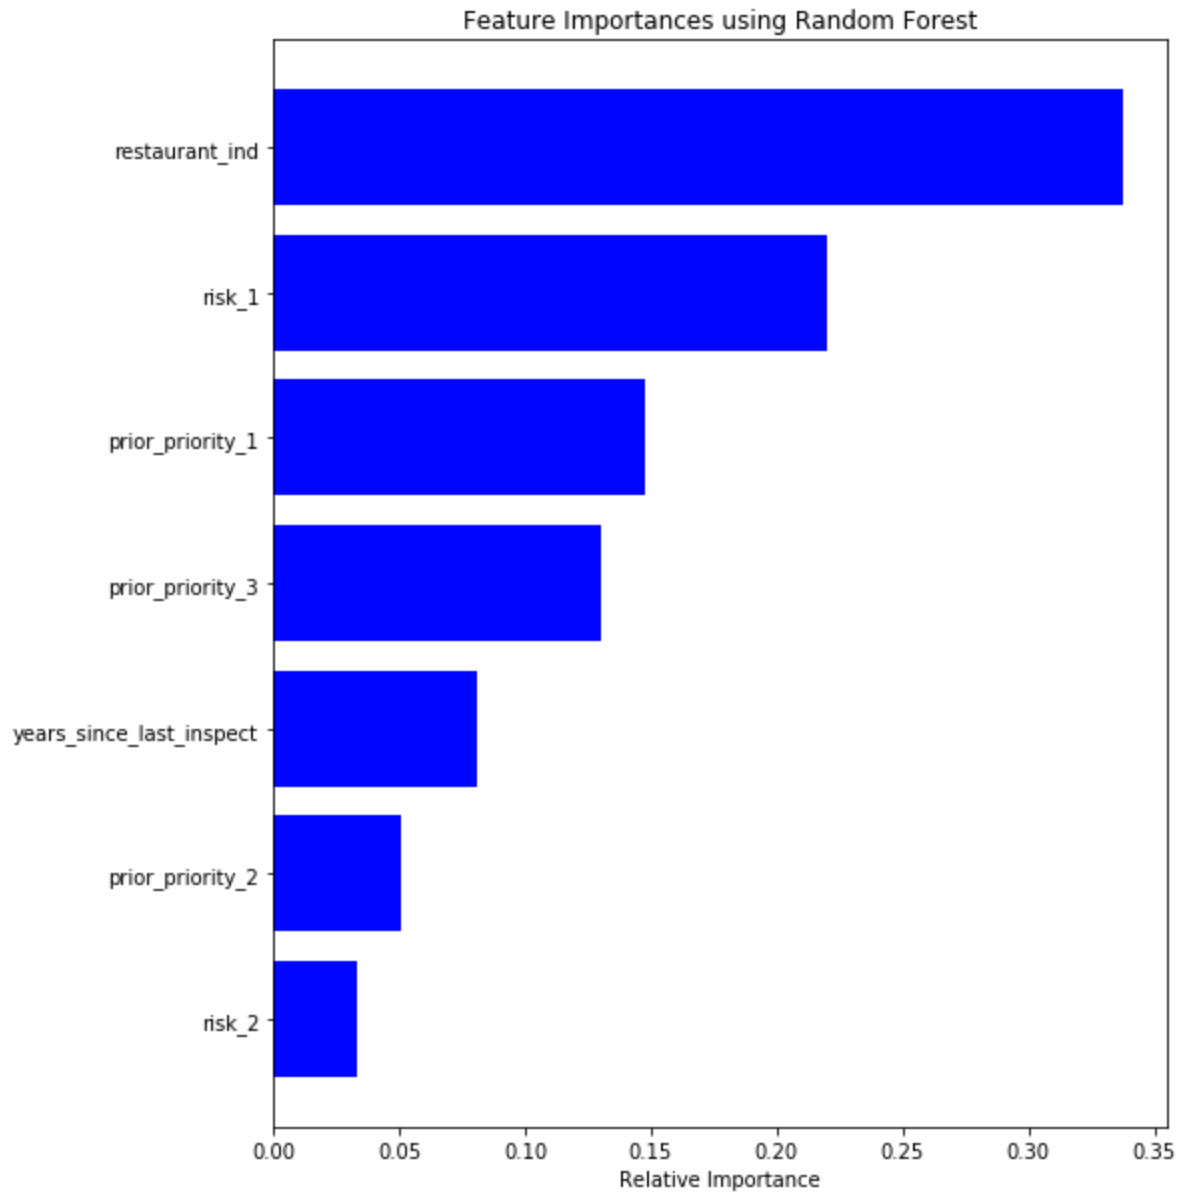 Feature Importances using Random Forest
restaurant_ind
risk_1
prior_priority_1
prior_priority_3
years_since_last_inspect
prior_priority_2
risk_2
0.00 0.05 0.10 0.15 0.20 0.25 0.30 0.35
Relative Importance